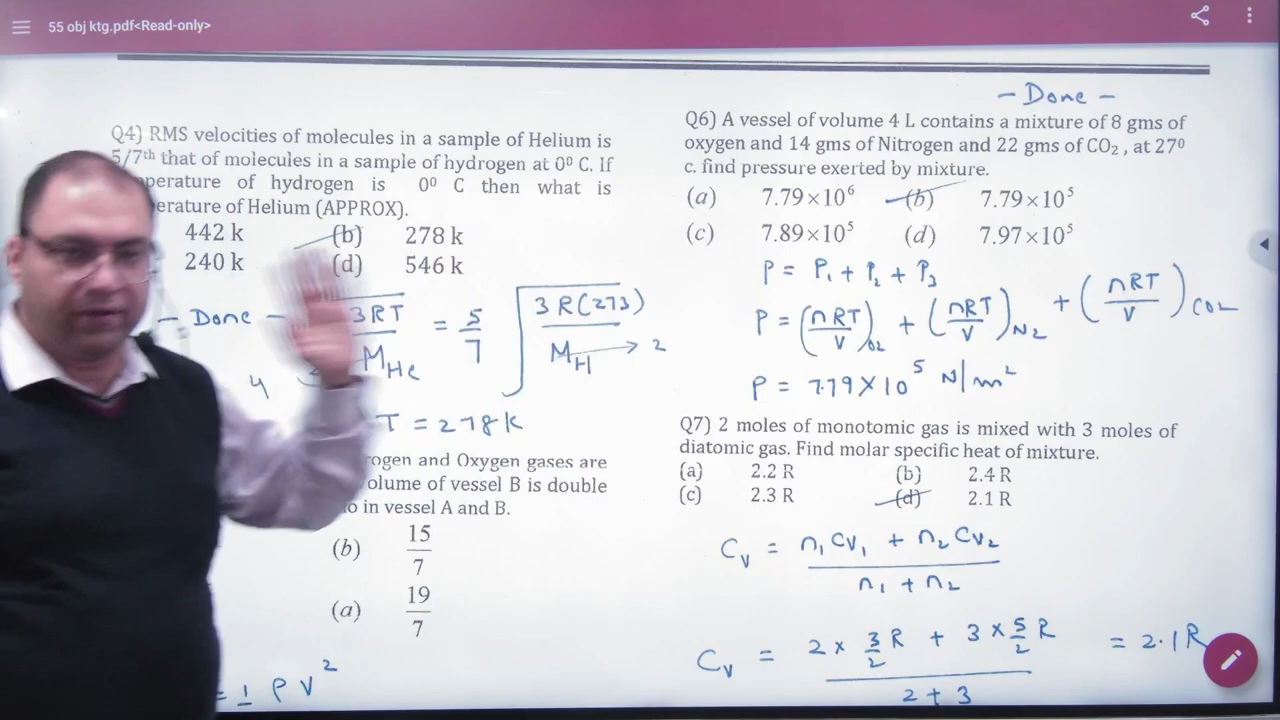 55 obj ktg.pdf<Read-only>
Q4) RMS velocities of molecules in a sample of Helium is
5/7th that of molecules in a sample of hydrogen at 0⁰ C. If
perature of hydrogen is 0⁰ C then what is
erature of Helium (APPROX).
442 k (b) 278 k
240 k (d) 546 k
- Done -
3RT / M_He = 5/7 √(3R(273) / M_H → 2)
4
T = 278 K
rogen and Oxygen gases are
olume of vessel B is double
o in vessel A and B.
(b) 15/7
(a) 19/7
= 1 ρ v²
- Done -
Q6) A vessel of volume 4 L contains a mixture of 8 gms of
oxygen and 14 gms of Nitrogen and 22 gms of CO₂ , at 27⁰
c. find pressure exerted by mixture.
(a) 7.79×10⁶ (b) 7.79×10⁵
(c) 7.89×10⁵ (d) 7.97×10⁵
P = P₁ + P₂ + P₃
P = (nRT/V)O₂ + (nRT/V)N₂ + (nRT/V)CO₂
P = 7.79 × 10⁵ N/m²
Q7) 2 moles of monotomic gas is mixed with 3 moles of
diatomic gas. Find molar specific heat of mixture.
(a) 2.2 R (b) 2.4 R
(c) 2.3 R (d) 2.1 R
C_V = n₁CV₁ + n₂CV₂ / n₁ + n₂
C_V = 2 × 3/2 R + 3 × 5/2 R / 2 + 3 = 2.1 R